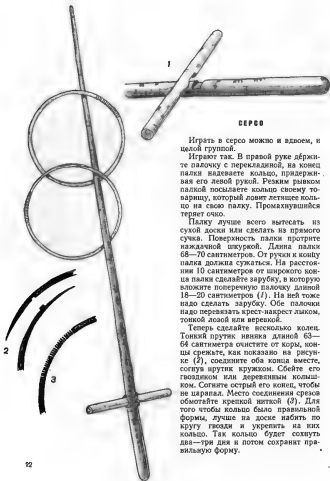 1
СЕРСО
Играть в серсо можно и вдвоем, и
целой группой.
Играют так. В правой руке держи-
те палочку с перекладиной, на конец
палки надеваете кольцо, придержи-
вая его левой рукой. Резким рывком
палкой посылаете кольцо своему то-
варищу, который ловит летящее коль-
цо на свою палку. Промахнувшийся
теряет очко.
Палку лучше всего вытесать из
сухой доски или сделать из прямого
сучка. Поверхность палки протрите
наждачной шкуркой. Длина палки
68—70 сантиметров. От ручки к концу
палка должна сужаться. На расстоя-
нии 10 сантиметров от широкого кон-
ца палки сделайте зарубку, в которую
вложите поперечную палочку длиной
18—20 сантиметров (1). На ней тоже
надо сделать зарубку. Обе палочки
надо перевязать крест-накрест лыком,
тонкой лозой или веревкой.
Теперь сделайте несколько колец.
Тонкий прутик ивняка длиной 63—
64 сантиметра очистите от коры, кон-
цы срежьте, как показано на рисун-
ке (2), соедините оба конца вместе,
согнув прутик кружком. Сбейте его
гвоздиком или деревянным колыш-
ком. Согните острый его конец, чтобы
не царапал. Место соединения срезов
обмотайте крепкой ниткой (3). Для
того чтобы кольцо было правильной
формы, лучше на доске набить по
кругу гвозди и укрепить на них
кольцо. Так кольцо будет сохнуть
два—три дня и потом сохранит пра-
вильную форму.
2
3
22